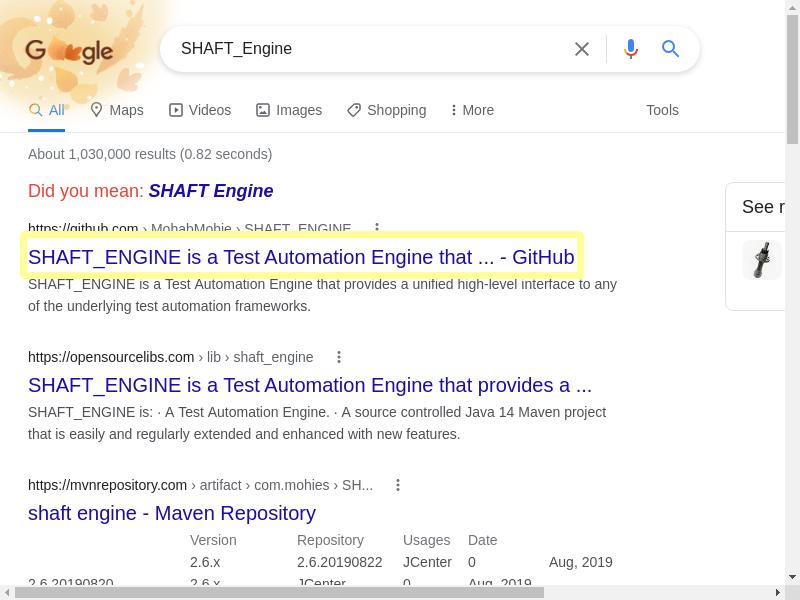 Google
SHAFT_Engine
All Maps Videos Images Shopping More Tools
About 1,030,000 results (0.82 seconds)
Did you mean: SHAFT Engine
See r
https://github.com › MohabMohie › SHAFT_ENGINE
SHAFT_ENGINE is a Test Automation Engine that ... - GitHub
SHAFT_ENGINE is a Test Automation Engine that provides a unified high-level interface to any
of the underlying test automation frameworks.
https://opensourcelibs.com › lib › shaft_engine
SHAFT_ENGINE is a Test Automation Engine that provides a ...
SHAFT_ENGINE is: · A Test Automation Engine. · A source controlled Java 14 Maven project
that is easily and regularly extended and enhanced with new features.
https://mvnrepository.com › artifact › com.mohies › SH...
shaft engine - Maven Repository
Version Repository Usages Date
2.6.x 2.6.20190822 JCenter 0 Aug, 2019
2.6.20190820 2.6.x JCenter 0 Aug, 2019